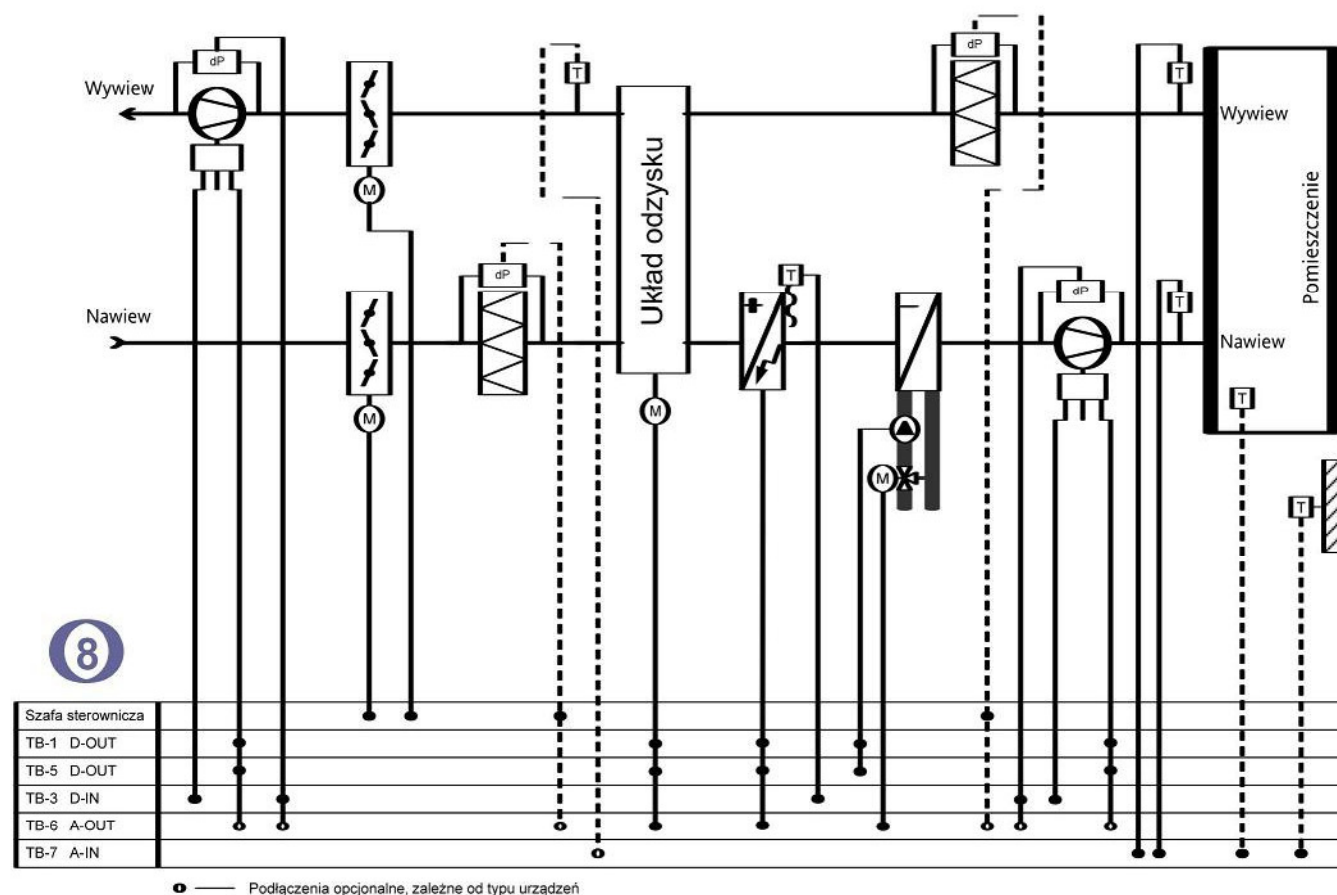 dP
Wywiew
T
dP
T
Wywiew
M
Pomieszczenie
Układ odzysku
dP
T
dP
T
Nawiew
Nawiew
M
M
T
M
T
8
Szafa sterownicza
TB-1 D-OUT
TB-5 D-OUT
TB-3 D-IN
TB-6 A-OUT
TB-7 A-IN
Podłączenia opcjonalne, zależne od typu urządzeń